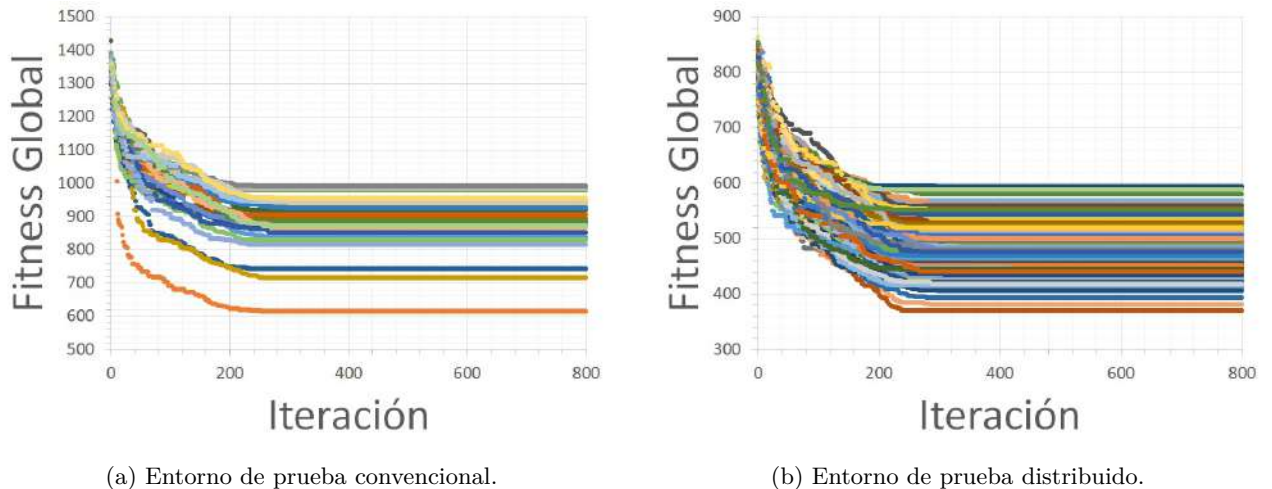 1500
1400
1300
1200
1100
1000
900
800
700
600
500
Fitness Global
0 200 400 600 800
Iteración
(a) Entorno de prueba convencional.
900
800
700
600
500
400
300
Fitness Global
0 200 400 600 800
Iteración
(b) Entorno de prueba distribuido.